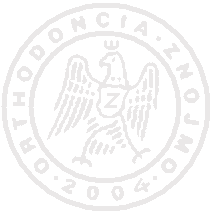 ORTHODONCIA · ZNOJMO · 2004 ·
Z